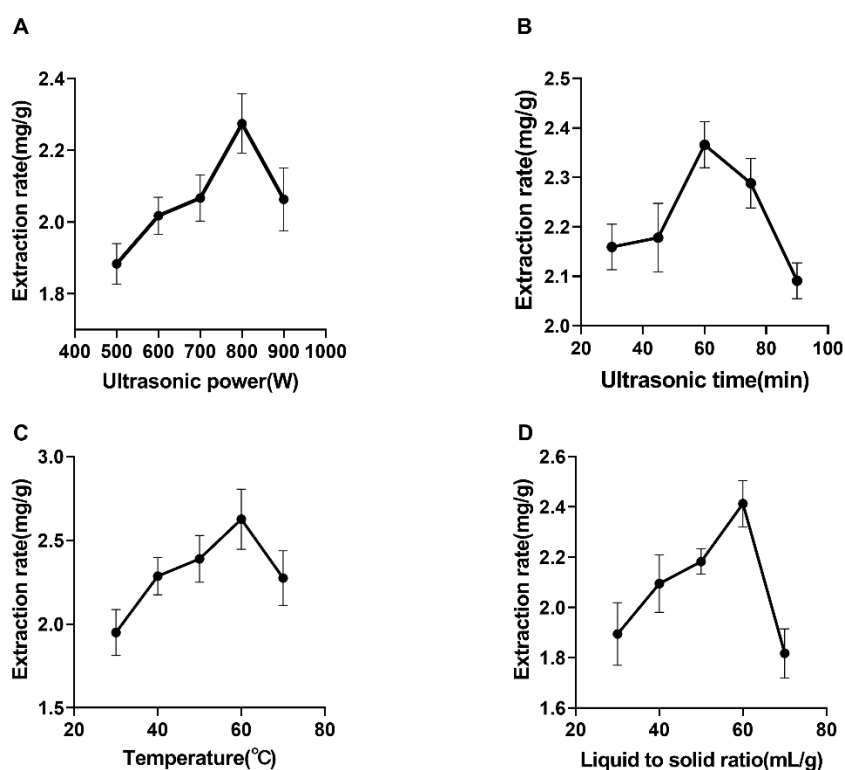 A
Extraction rate(mg/g)
2.4
2.2
2.0
1.8
400 500 600 700 800 900 1000
Ultrasonic power(W)
B
Extraction rate(mg/g)
2.5
2.4
2.3
2.2
2.1
2.0
20 40 60 80 100
Ultrasonic time(min)
C
Extraction rate(mg/g)
3.0
2.5
2.0
1.5
20 40 60 80
Temperature(℃)
D
Extraction rate(mg/g)
2.6
2.4
2.2
2.0
1.8
1.6
20 40 60 80
Liquid to solid ratio(mL/g)